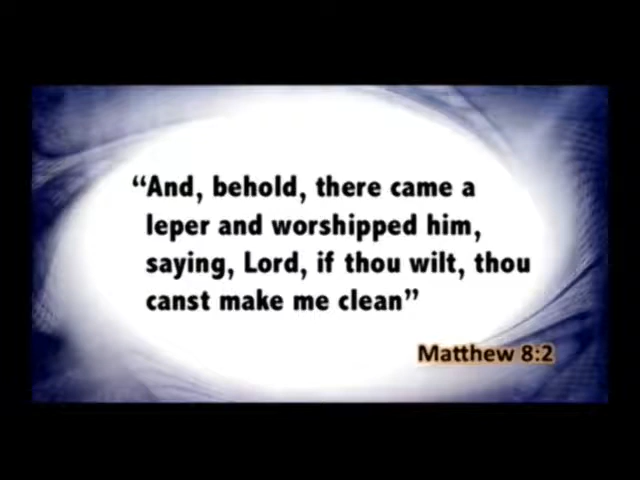 “And, behold, there came a
leper and worshipped him,
saying, Lord, if thou wilt, thou
canst make me clean”
Matthew 8:2